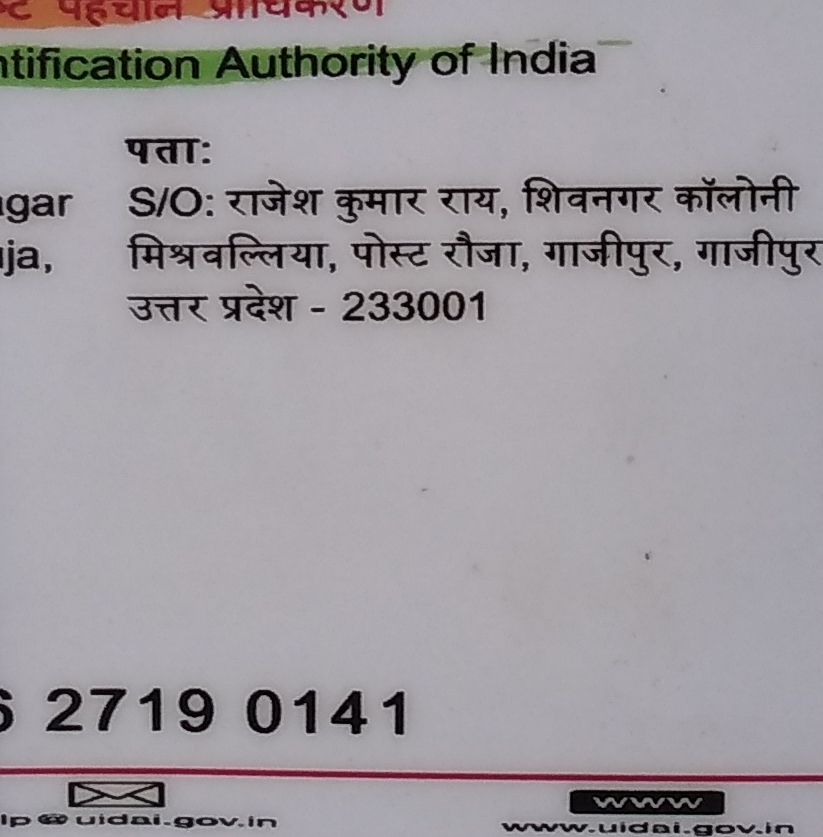 पहचान प्राधिकरण
ntification Authority of India
पता:
gar S/O: राजेश कुमार राय, शिवनगर कॉलोनी
ja, मिश्रवल्लिया, पोस्ट रौजा, गाजीपुर, गाजीपुर
उत्तर प्रदेश - 233001
6 2719 0141
lp@uidai.gov.in
www
www.uidai.gov.in